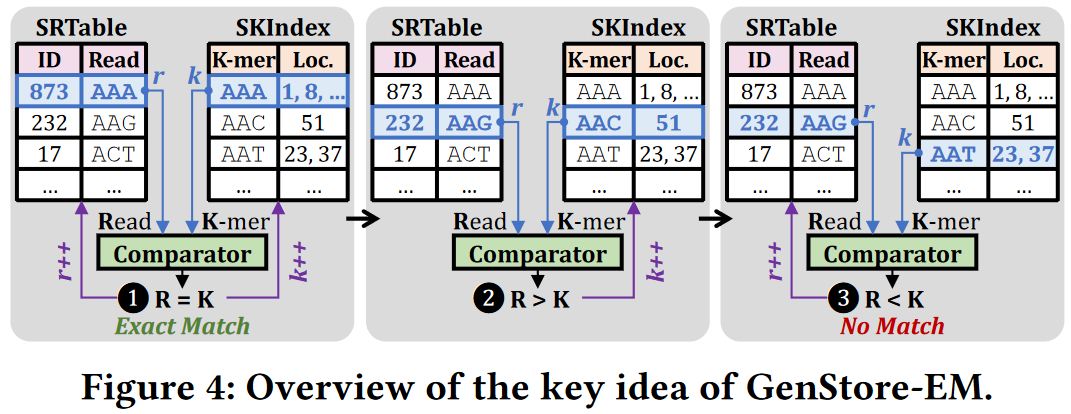 SRTable SKIndex
ID Read K-mer Loc.
873 AAA r k AAA 1, 8, ...
232 AAG AAC 51
17 ACT AAT 23, 37
... ... ... ...
Read K-mer
Comparator
r++ k++
1 R = K
Exact Match
SRTable SKIndex
ID Read K-mer Loc.
873 AAA AAA 1, 8, ...
232 AAG r k AAC 51
17 ACT AAT 23, 37
... ... ... ...
Read K-mer
Comparator
k++
2 R > K
SRTable SKIndex
ID Read K-mer Loc.
873 AAA AAA 1, 8, ...
232 AAG r AAC 51
17 ACT k AAT 23, 37
... ... ... ...
Read K-mer
Comparator
r++
3 R < K
No Match
Figure 4: Overview of the key idea of GenStore-EM.